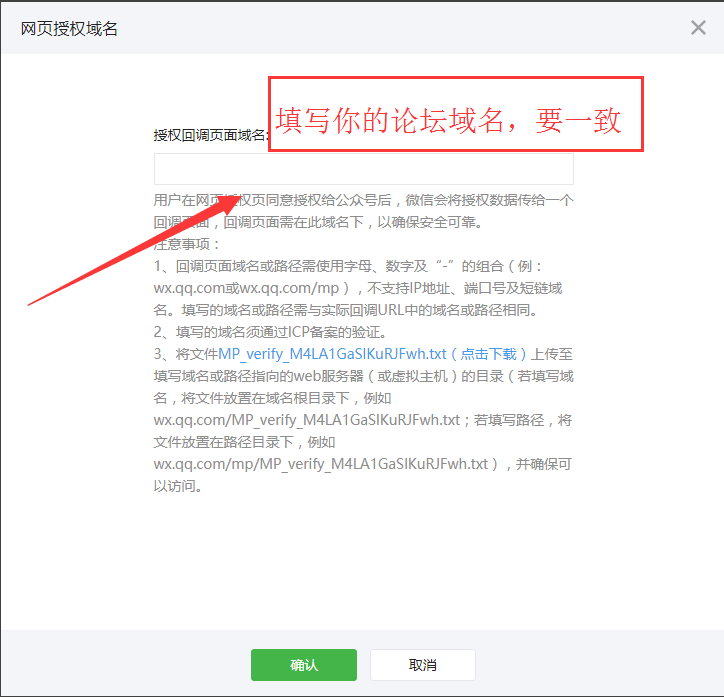 网页授权域名
填写你的论坛域名，要一致
授权回调页面域名:
用户在网页授权页同意授权给公众号后，微信会将授权数据传给一个
回调页面，回调页面需在此域名下，以确保安全可靠。
注意事项：
1、回调页面域名或路径需使用字母、数字及“-”的组合（例：
wx.qq.com或wx.qq.com/mp），不支持IP地址、端口号及短链域
名。填写的域名或路径需与实际回调URL中的域名或路径相同。
2、填写的域名须通过ICP备案的验证。
3、将文件MP_verify_M4LA1GaSIKuRJFwh.txt（点击下载）上传至
填写域名或路径指向的web服务器（或虚拟主机）的目录（若填写域
名，将文件放置在域名根目录下，例如
wx.qq.com/MP_verify_M4LA1GaSIKuRJFwh.txt；若填写路径，将
文件放置在路径目录下，例如
wx.qq.com/mp/MP_verify_M4LA1GaSIKuRJFwh.txt），并确保可
以访问。
确认
取消